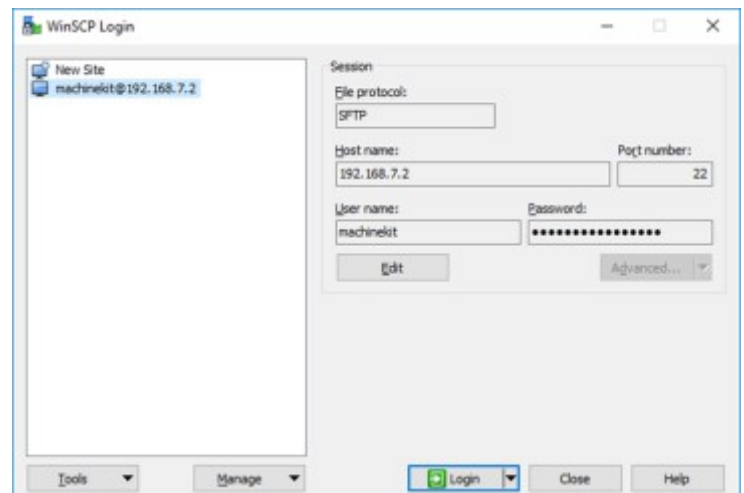 WinSCP Login
New Site
machinekit@192.168.7.2
Session
File protocol:
SFTP
Host name: Port number:
192.168.7.2 22
User name: Password:
machinekit ••••••••••••••••
Edit Advanced...
Tools Manage Login Close Help